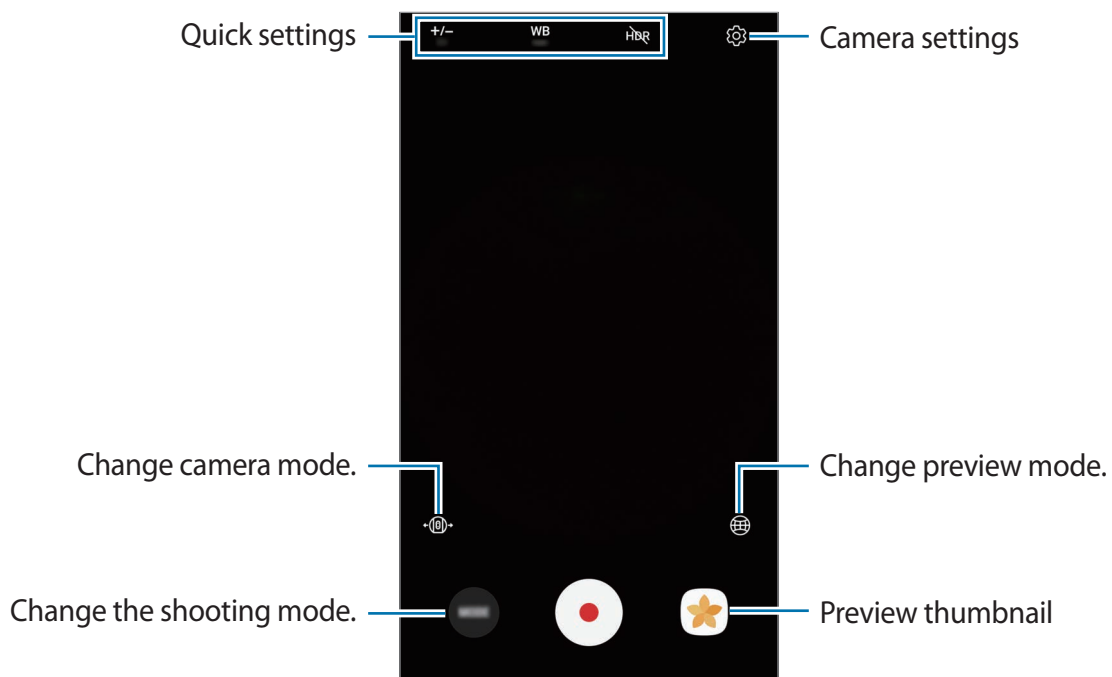 Quick settings
+/-
WB
HDR
Camera settings
Change camera mode.
Change preview mode.
Change the shooting mode.
Preview thumbnail